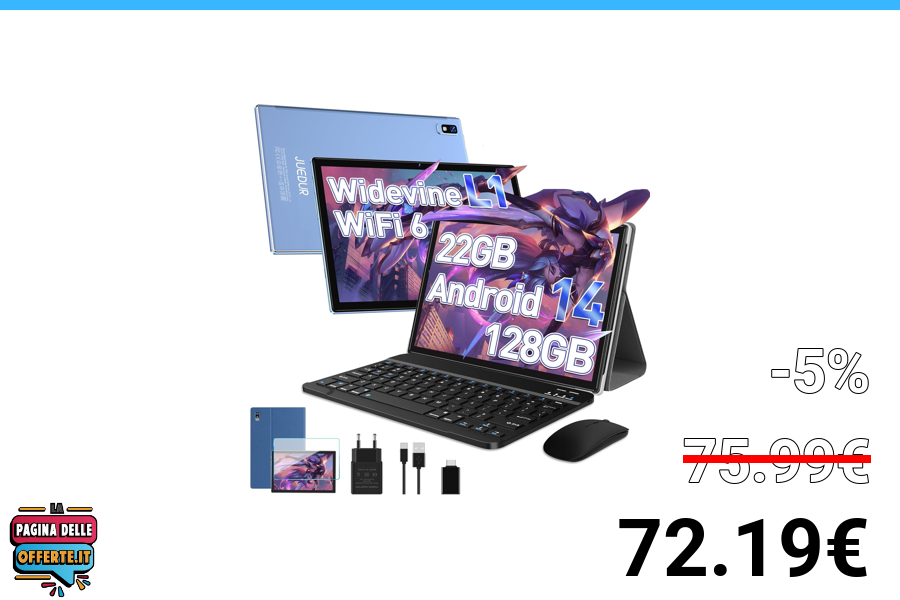 JUEDUR
Widevine L1
WiFi 6
22GB
Android 14
128GB
-5%
75.99€
72.19€
LA
PAGINA DELLE
OFFERTE.IT